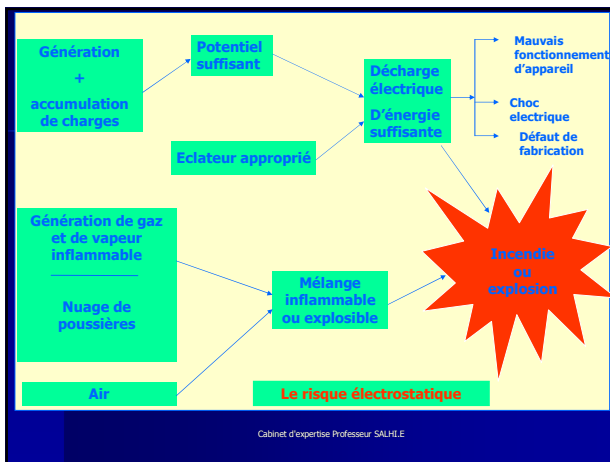 Génération
+
accumulation
de charges
Potentiel
suffisant
Décharge
électrique
D'énergie
suffisante
Mauvais
fonctionnement
d'appareil
Choc
electrique
Défaut de
fabrication
Eclateur approprié
Génération de gaz
et de vapeur
inflammable
Nuage de
poussières
Mélange
inflammable
ou explosible
Incendie
ou
explosion
Air
Le risque électrostatique
Cabinet d'expertise Professeur SALHI.E